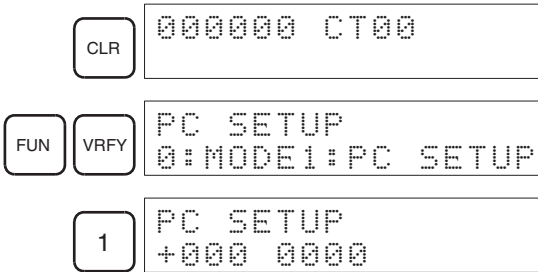 CLR
000000 CT00
FUN VRFY
PC SETUP
0:MODE1:PC SETUP
1
PC SETUP
+000 0000